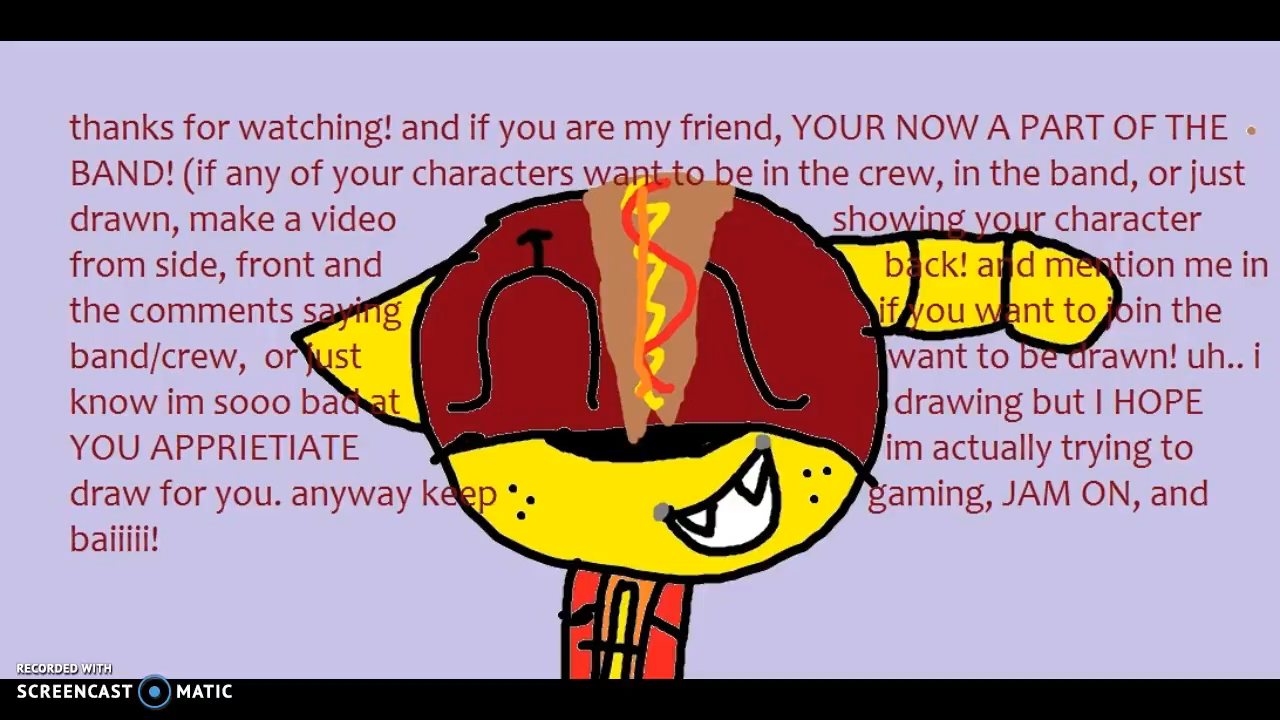 thanks for watching! and if you are my friend, YOUR NOW A PART OF THE
BAND! (if any of your characters want to be in the crew, in the band, or just
drawn, make a video showing your character
from side, front and back! and mention me in
the comments saying if you want to join the
band/crew, or just want to be drawn! uh.. i
know im sooo bad at drawing but I HOPE
YOU APPRIETIATE im actually trying to
draw for you. anyway keep gaming, JAM ON, and
baiiiii!
RECORDED WITH
SCREENCAST MATIC